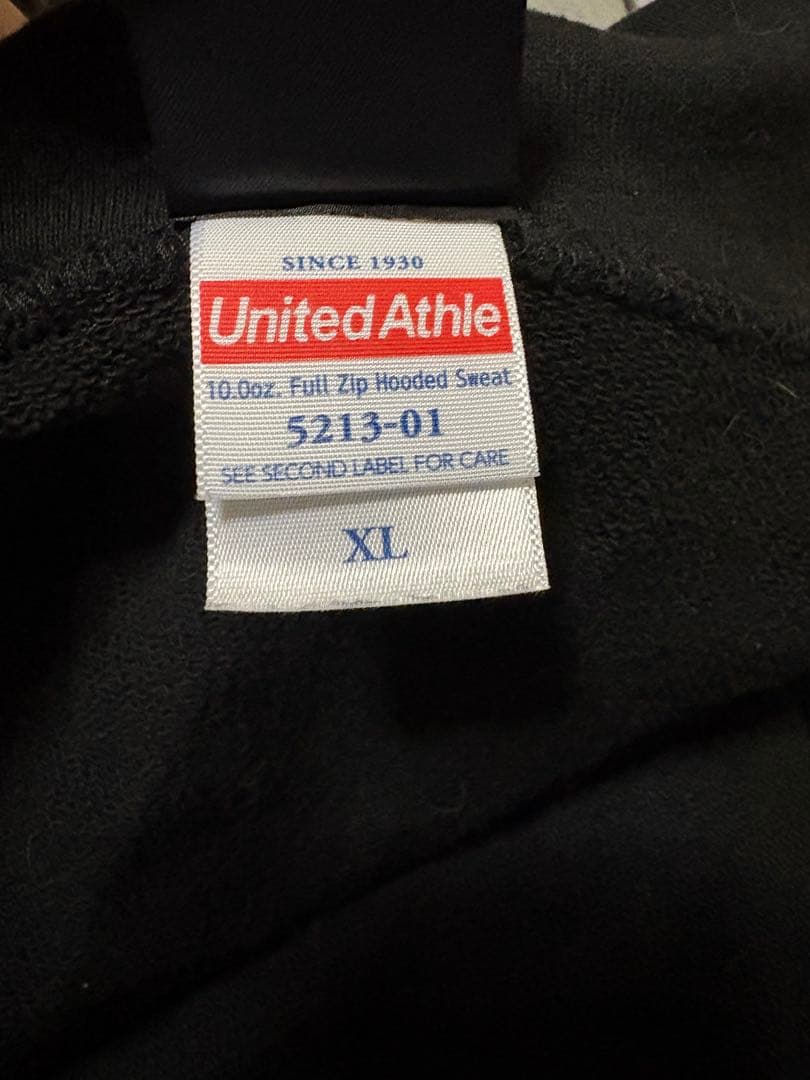 SINCE 1930
United Athle
10.0oz. Full Zip Hooded Sweat
5213-01
SEE SECOND LABEL FOR CARE
XL